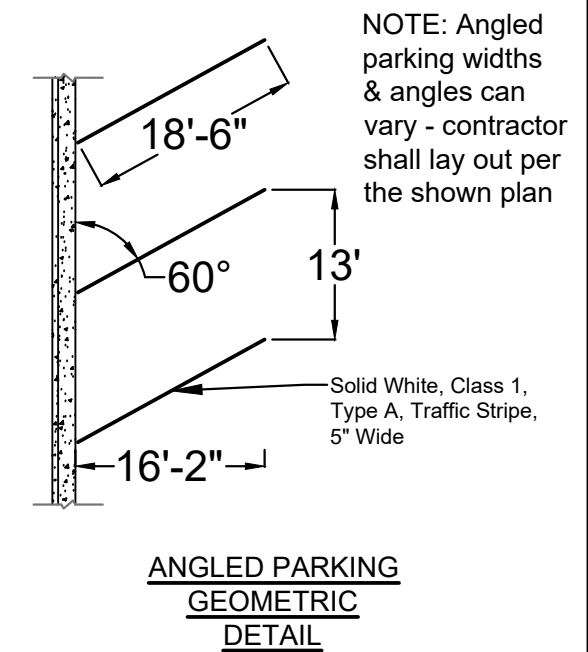 NOTE: Angled
parking widths
& angles can
vary - contractor
shall lay out per
the shown plan
18'-6"
60°
13'
Solid White, Class 1,
Type A, Traffic Stripe,
5" Wide
16'-2"
ANGLED PARKING
GEOMETRIC
DETAIL